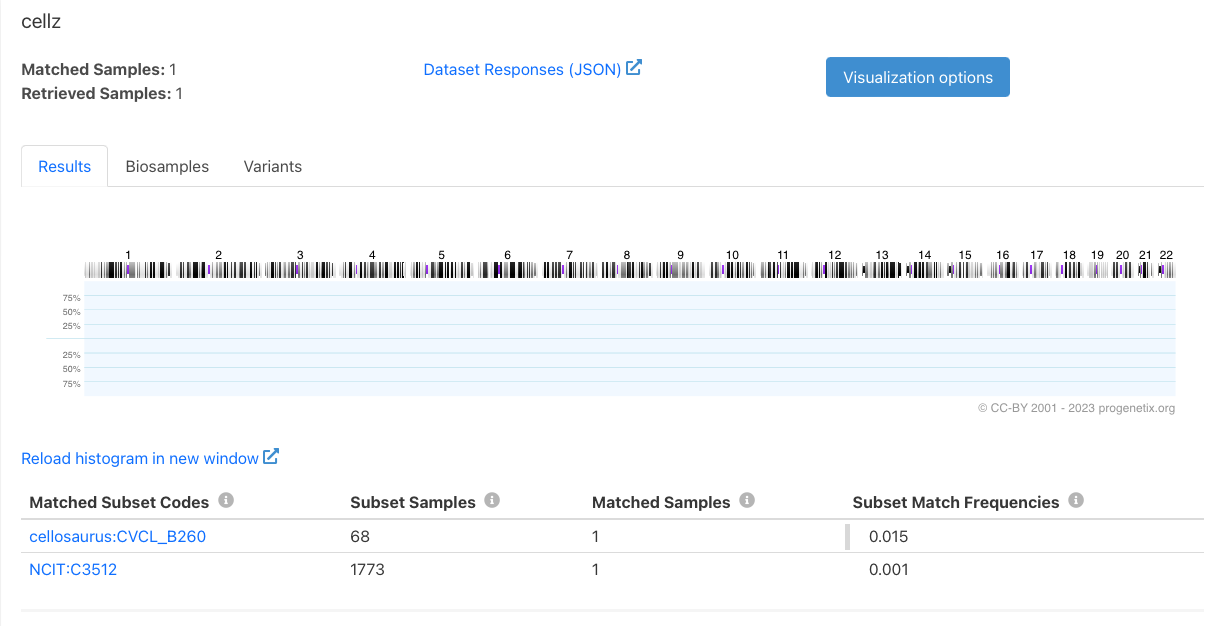 cellz
Matched Samples: 1
Retrieved Samples: 1
Dataset Responses (JSON)
Visualization options
Results
Biosamples
Variants
1 2 3 4 5 6 7 8 9 10 11 12 13 14 15 16 17 18 19 20 21 22
75%
50%
25%
25%
50%
75%
© CC-BY 2001 - 2023 progenetix.org
Reload histogram in new window
Matched Subset Codes Subset Samples Matched Samples Subset Match Frequencies
cellosaurus:CVCL_B260 68 1 0.015
NCIT:C3512 1773 1 0.001